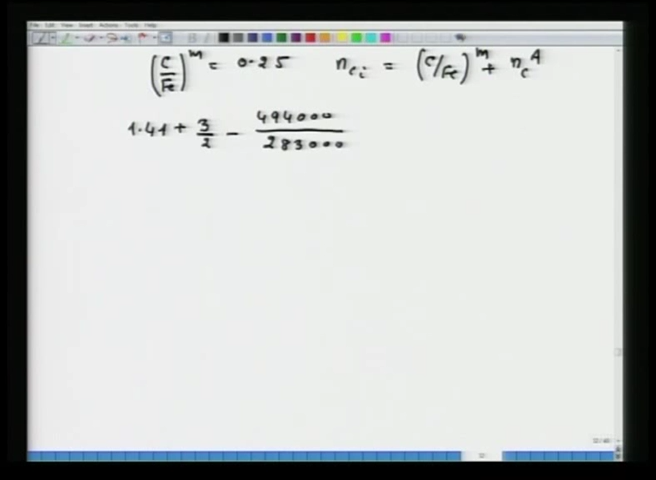 (C/Fe)^m = 0.25 n_ci = (C/Fe)^m + n_c^A
1.41 + 3/2 - 494000/283000